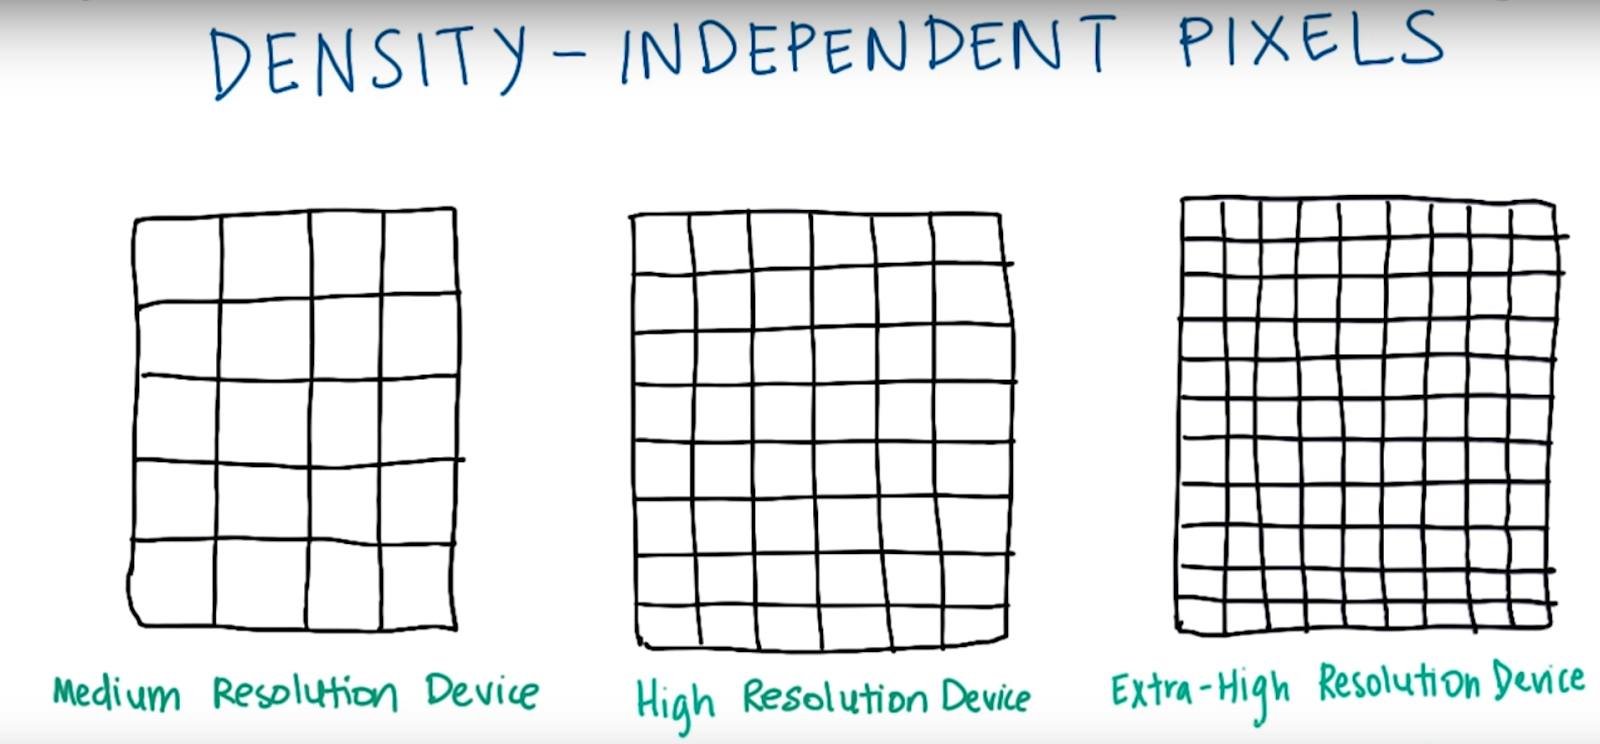 DENSITY - INDEPENDENT PIXELS
Medium Resolution Device
High Resolution Device
Extra-High Resolution Device